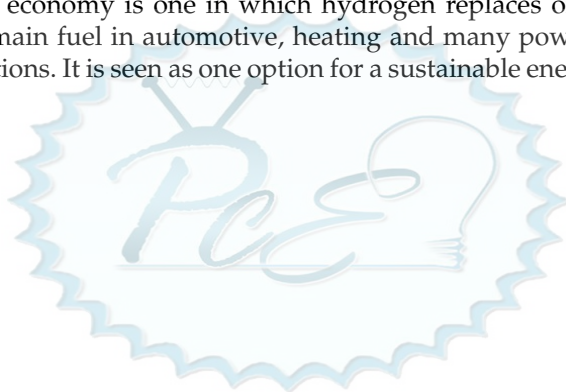 economy is one in which hydrogen replaces o
main fuel in automotive, heating and many pow
tions. It is seen as one option for a sustainable ene
PCE